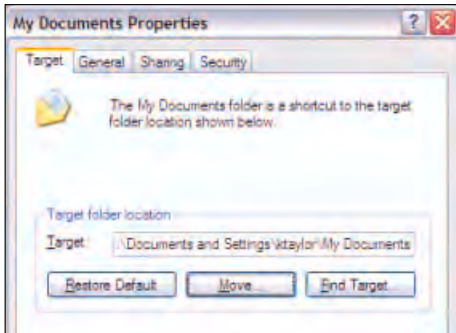 My Documents Properties
Target General Sharing Security
The My Documents folder is a shortcut to the target
folder location shown below.
Target folder location
Target: .:\Documents and Settings\ktaylor\My Documents
Restore Default Move... Find Target...